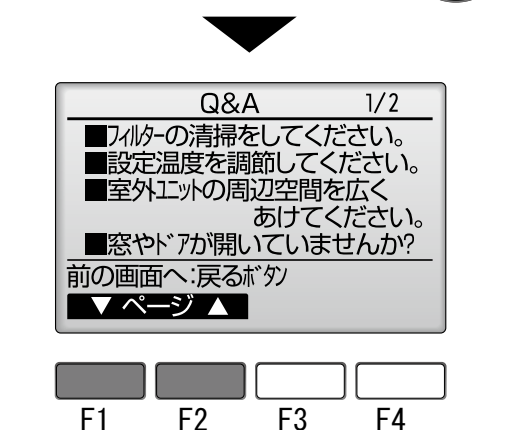 Q&A 1/2
■フィルターの清掃をしてください。
■設定温度を調節してください。
■室外ユニットの周辺空間を広く
あけてください。
■窓やドアが開いていませんか?
前の画面へ:戻るボタン
▼ ページ ▲
F1 F2 F3 F4